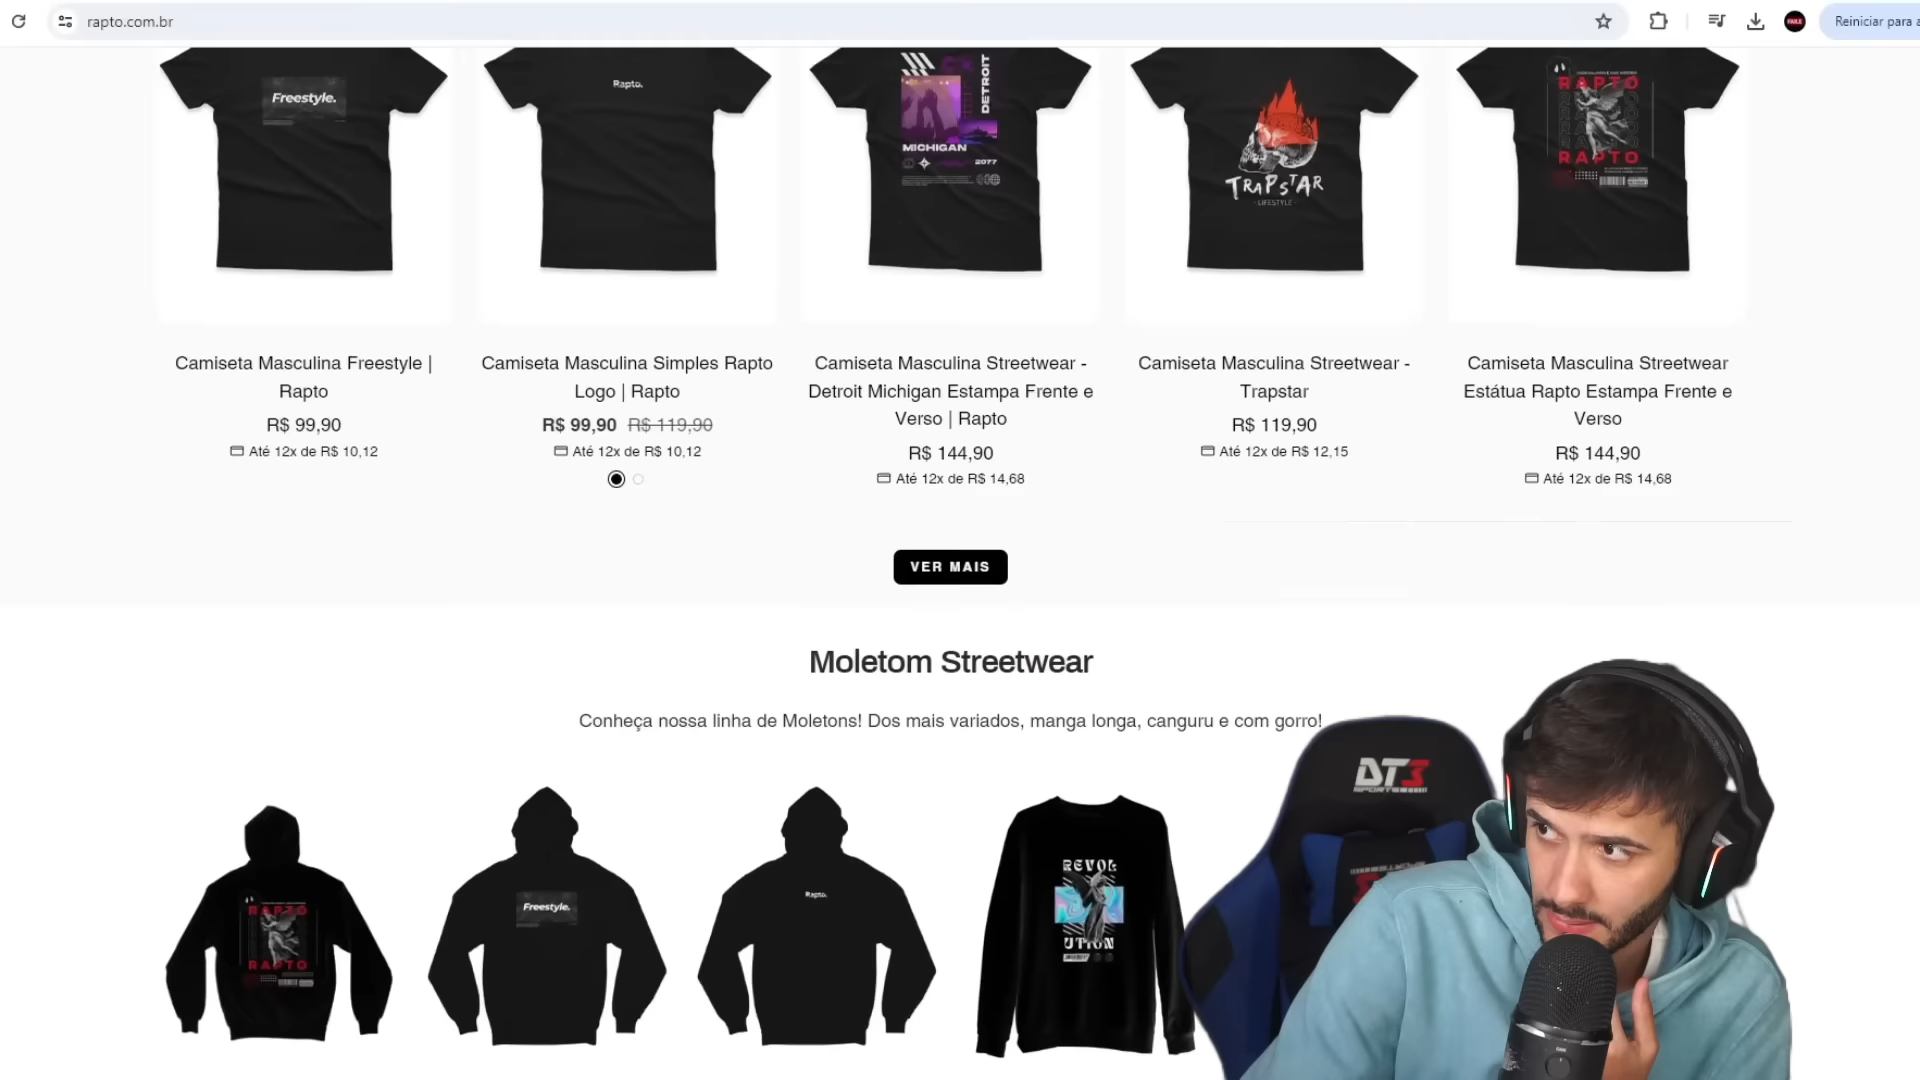 rapto.com.br
FAILE
Reiniciar para a
Freestyle.
Rapto.
DETROIT
MICHIGAN
2077
TRAPSTAR
- LIFESTYLE -
RAPTO
RAPTO
Camiseta Masculina Freestyle |
Rapto
R$ 99,90
Até 12x de R$ 10,12
Camiseta Masculina Simples Rapto
Logo | Rapto
R$ 99,90 R$ 119,90
Até 12x de R$ 10,12
Camiseta Masculina Streetwear -
Detroit Michigan Estampa Frente e
Verso | Rapto
R$ 144,90
Até 12x de R$ 14,68
Camiseta Masculina Streetwear -
Trapstar
R$ 119,90
Até 12x de R$ 12,15
Camiseta Masculina Streetwear
Estátua Rapto Estampa Frente e
Verso
R$ 144,90
Até 12x de R$ 14,68
VER MAIS
Moletom Streetwear
Conheça nossa linha de Moletons! Dos mais variados, manga longa, canguru e com gorro!
RAPTO
RAPTO
Freestyle.
Rapto.
REVOL
UTION
DT3
SPORTS